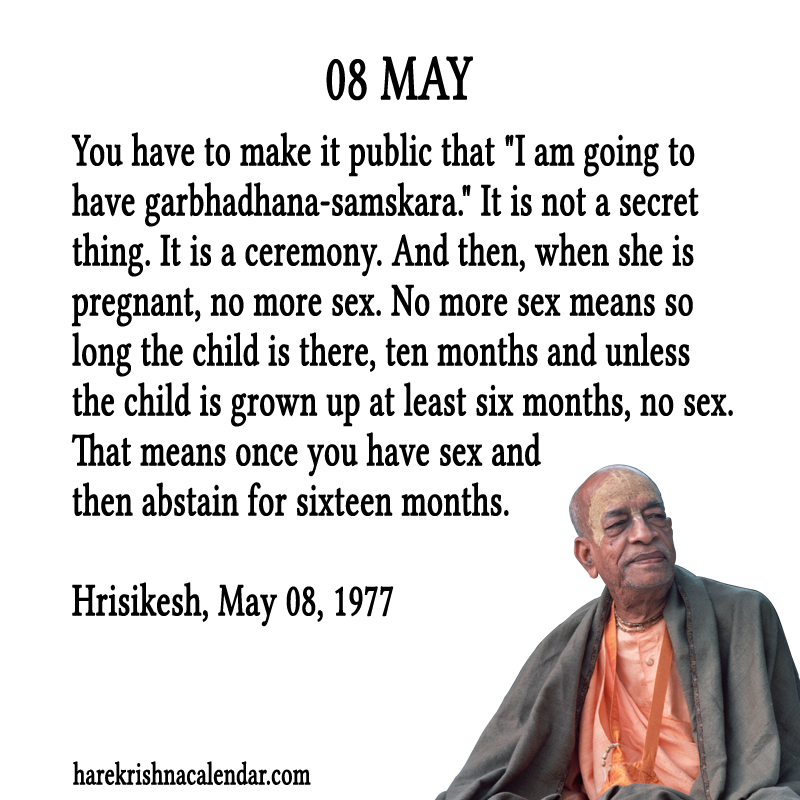 08 MAY
You have to make it public that "I am going to
have garbhadhana-samskara." It is not a secret
thing. It is a ceremony. And then, when she is
pregnant, no more sex. No more sex means so
long the child is there, ten months and unless
the child is grown up at least six months, no sex.
That means once you have sex and
then abstain for sixteen months.
Hrisikesh, May 08, 1977
harekrishnacalendar.com